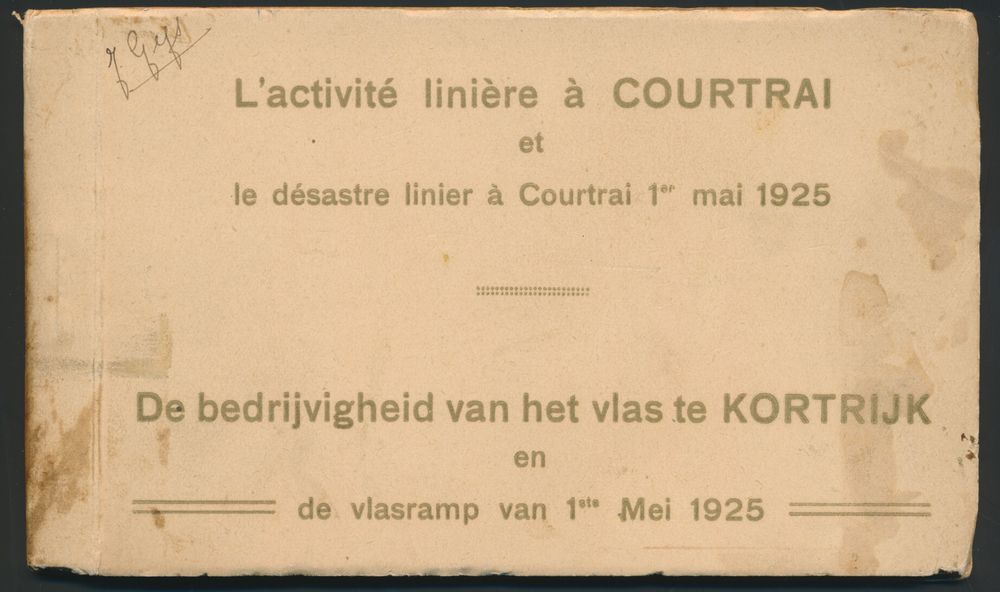 J Gys
L'activité linière à COURTRAI
et
le désastre linier à Courtrai 1er mai 1925
De bedrijvigheid van het vlas te KORTRIJK
en
de vlasramp van 1ste Mei 1925